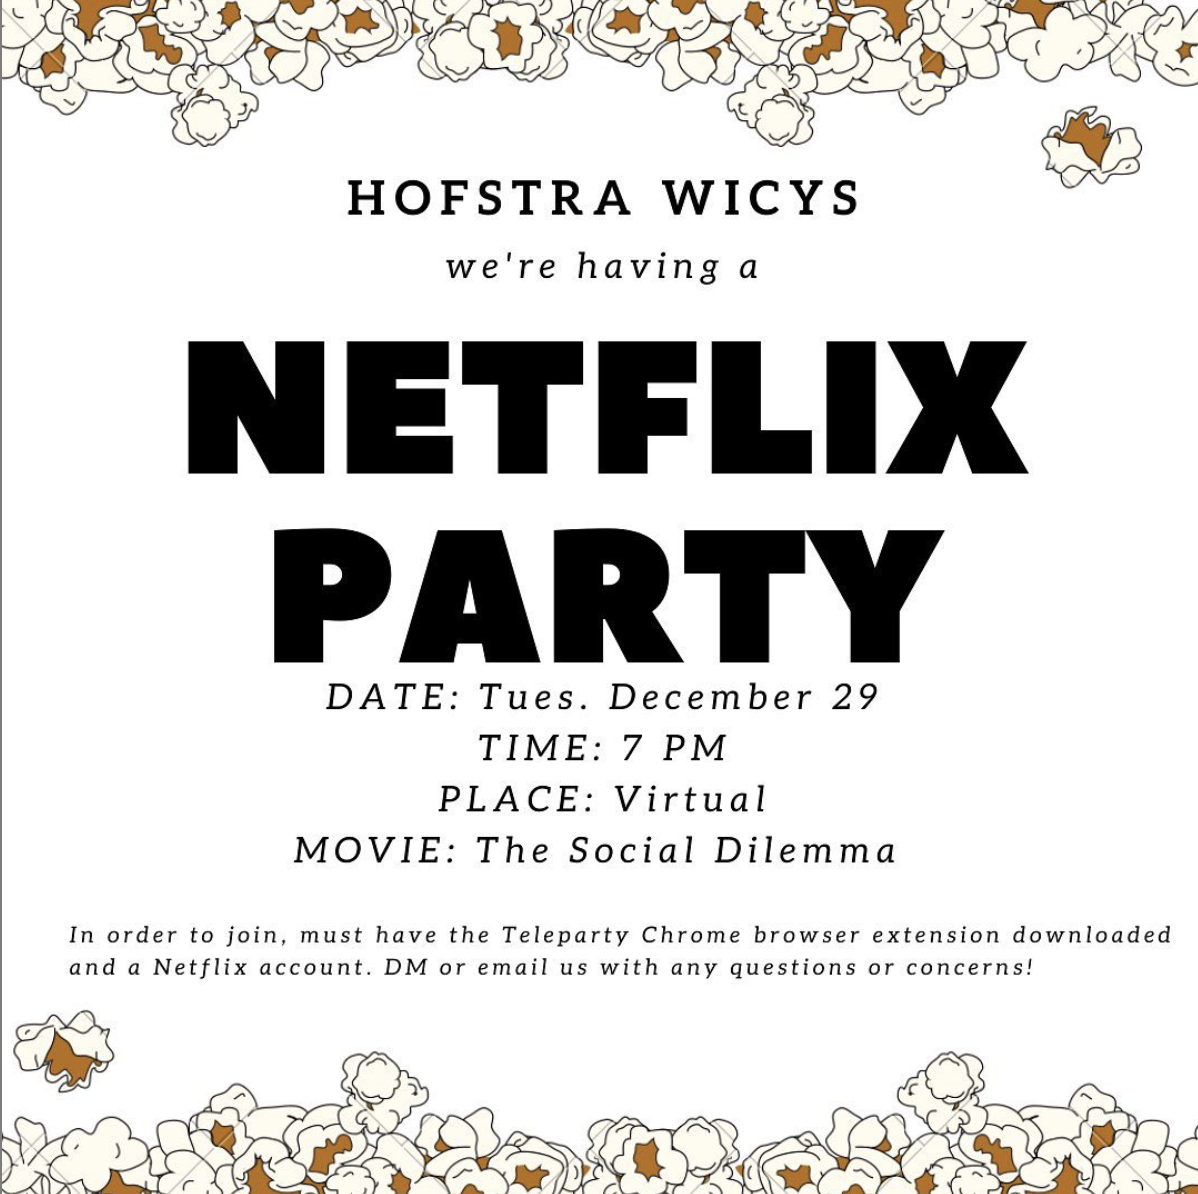 HOFSTRA WICYS
we're having a
NETFLIX
PARTY
DATE: Tues. December 29
TIME: 7 PM
PLACE: Virtual
MOVIE: The Social Dilemma
In order to join, must have the Teleparty Chrome browser extension downloaded
and a Netflix account. DM or email us with any questions or concerns!